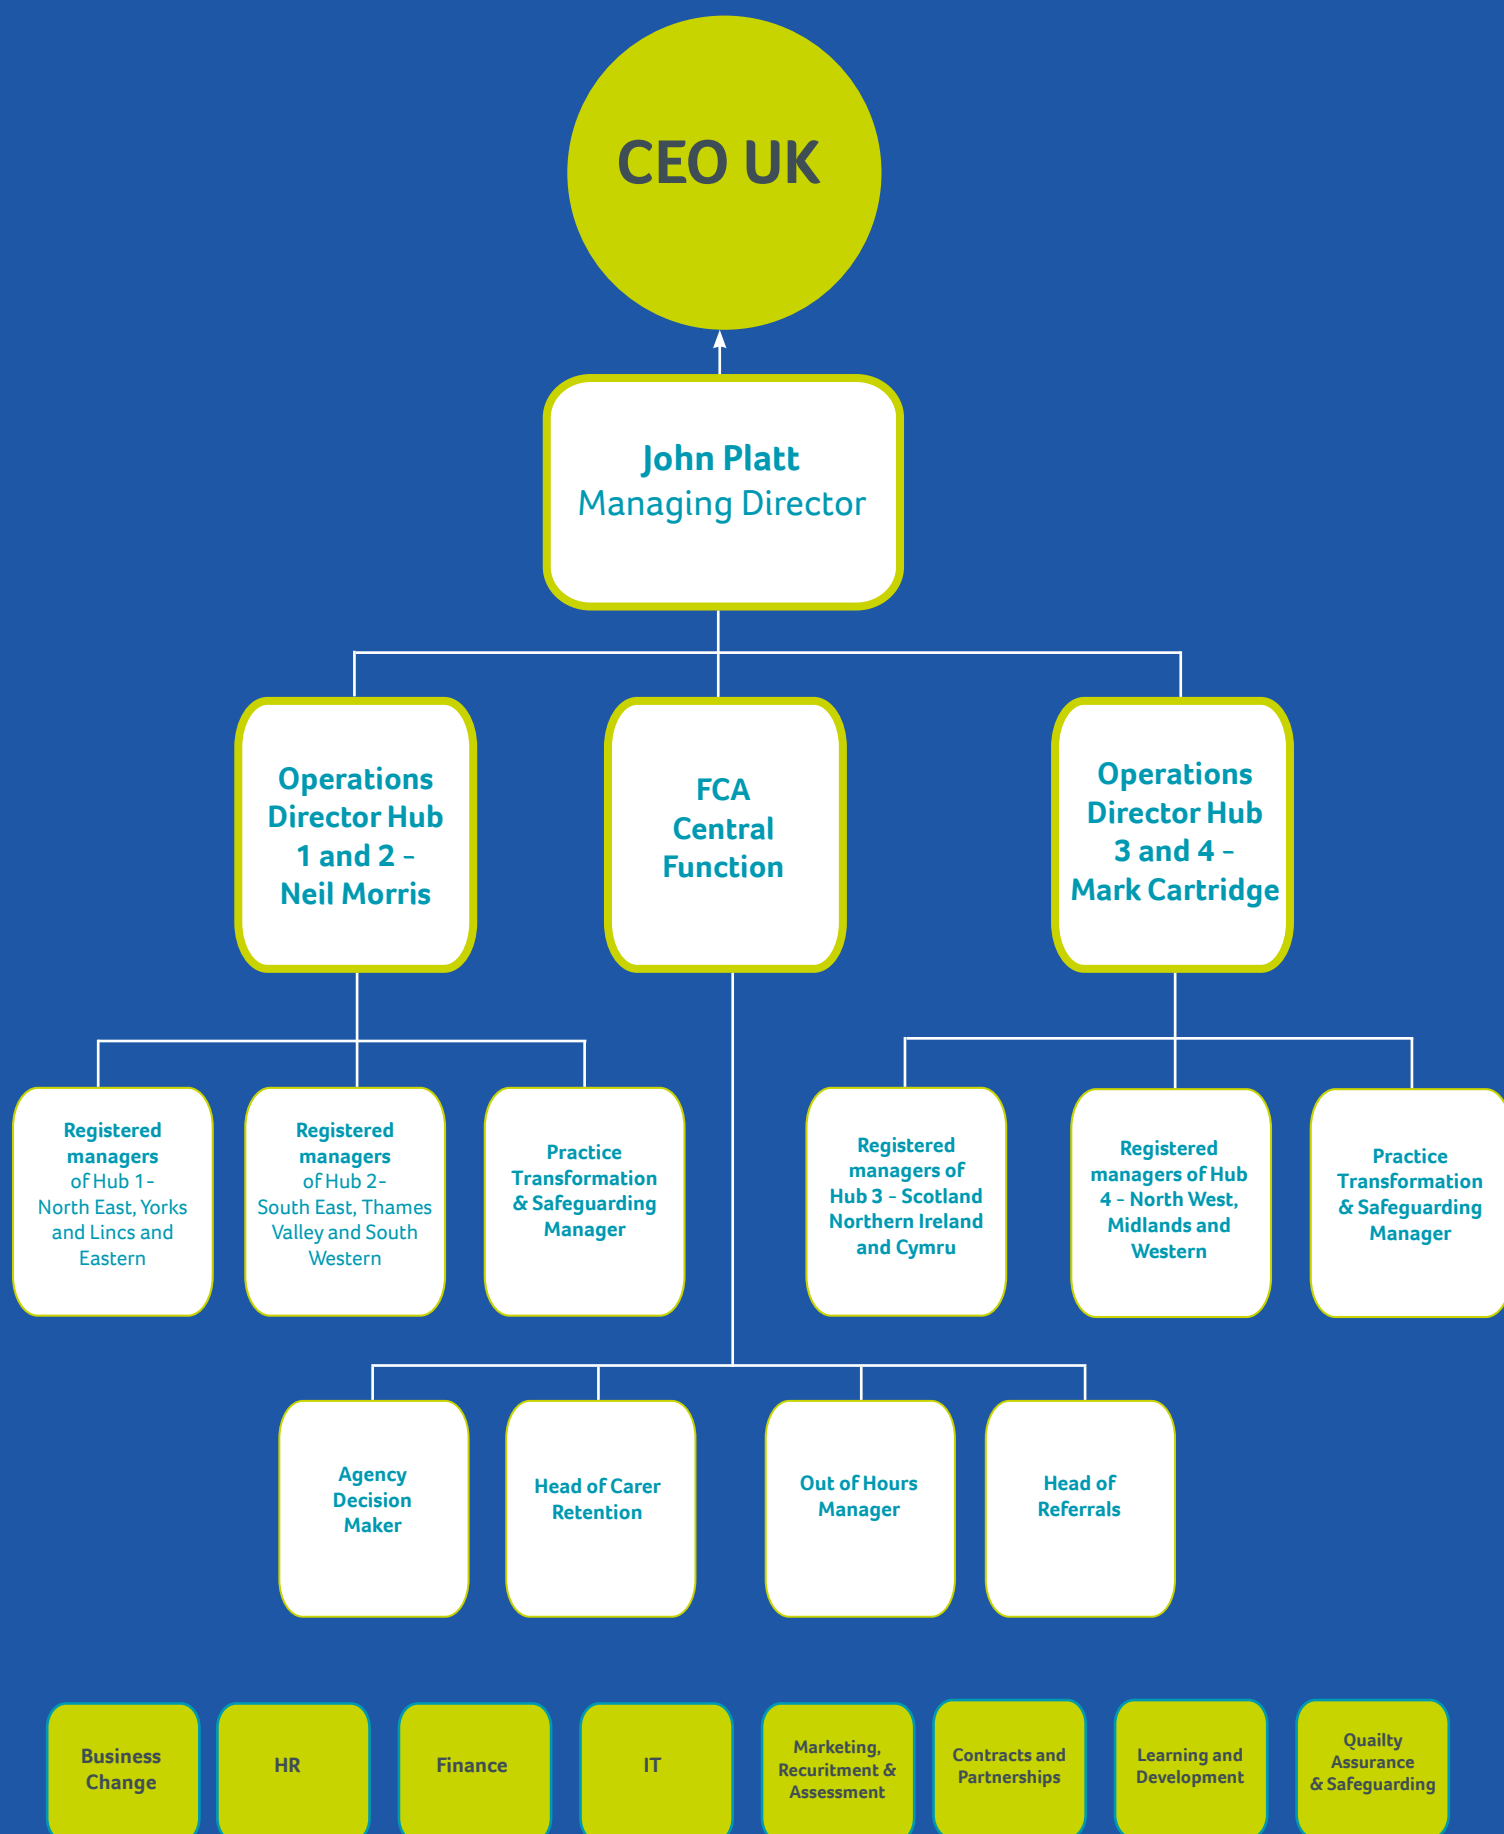 CEO UK
John Platt
Managing Director
Operations
Director Hub
1 and 2 -
Neil Morris
FCA
Central
Function
Operations
Director Hub
3 and 4 -
Mark Cartridge
Registered
managers
of Hub 1-
North East, Yorks
and Lincs and
Eastern
Registered
managers
of Hub 2-
South East, Thames
Valley and South
Western
Practice
Transformation
& Safeguarding
Manager
Registered
managers of
Hub 3 - Scotland
Northern Ireland
and Cymru
Registered
managers of Hub
4 - North West,
Midlands and
Western
Practice
Transformation
& Safeguarding
Manager
Agency
Decision
Maker
Head of Carer
Retention
Out of Hours
Manager
Head of
Referrals
Business
Change
HR
Finance
IT
Marketing,
Recuritment &
Assessment
Contracts and
Partnerships
Learning and
Development
Quailty
Assurance
& Safeguarding